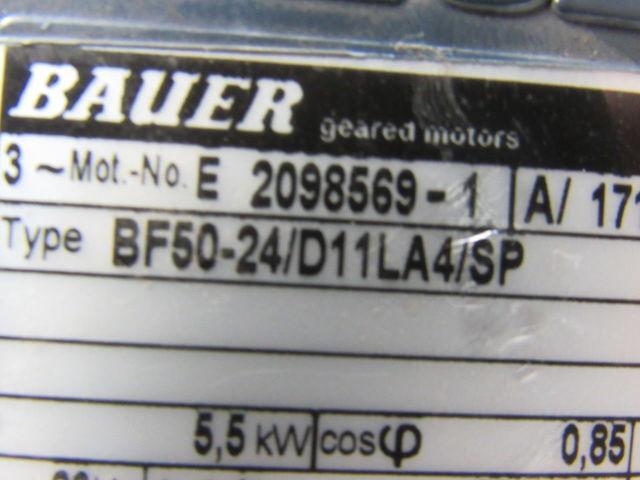 BAUER geared motors
3 ~ Mot.-No. E 2098569-1 A/ 171
Type BF50-24/D11LA4/SP
5,5 kW cosφ 0,85